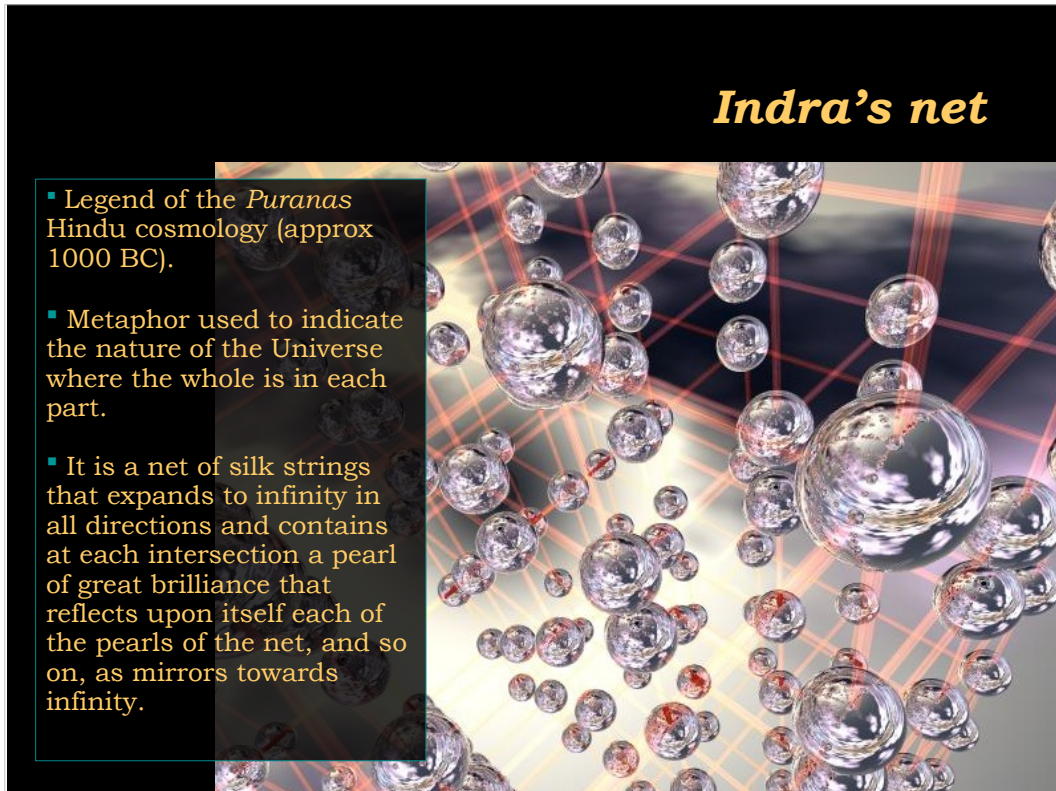 Indra’s net
▪ Legend of the Puranas
Hindu cosmology (approx
1000 BC).
▪ Metaphor used to indicate
the nature of the Universe
where the whole is in each
part.
▪ It is a net of silk strings
that expands to infinity in
all directions and contains
at each intersection a pearl
of great brilliance that
reflects upon itself each of
the pearls of the net, and so
on, as mirrors towards
infinity.